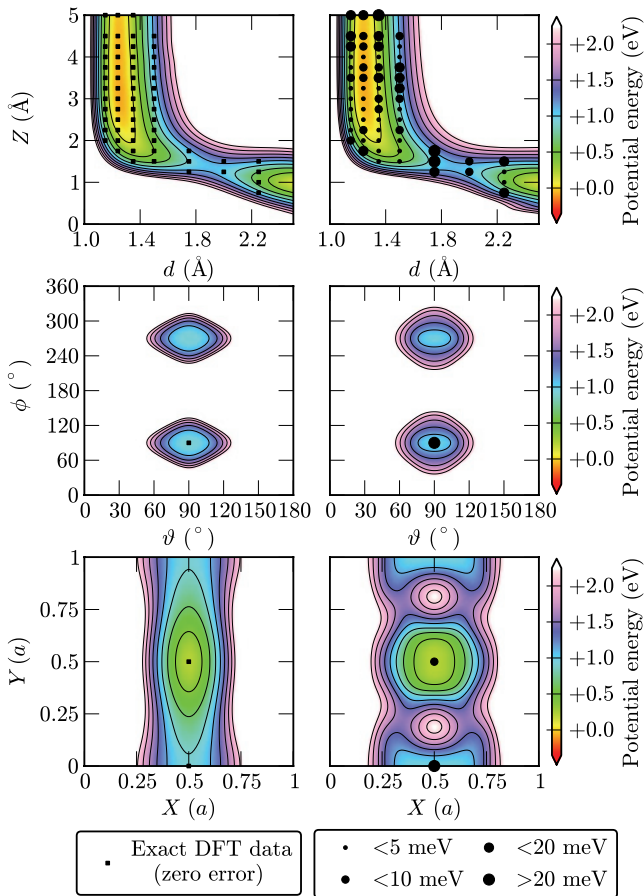 5
4
3
2
1
0
Z (Å)
1.0 1.4 1.8 2.2
d (Å)
1.0 1.4 1.8 2.2
d (Å)
+2.0
+1.5
+1.0
+0.5
+0.0
Potential energy (eV)
360
300
240
180
120
60
0
ϕ (°)
0 30 60 90 120 150 180
ϑ (°)
0 30 60 90 120 150 180
ϑ (°)
+2.0
+1.5
+1.0
+0.5
+0.0
Potential energy (eV)
1
0.75
0.5
0.25
0
Y (a)
0 0.25 0.5 0.75 1
X (a)
0 0.25 0.5 0.75 1
X (a)
+2.0
+1.5
+1.0
+0.5
+0.0
Potential energy (eV)
Exact DFT data
(zero error)
<5 meV <20 meV
<10 meV >20 meV